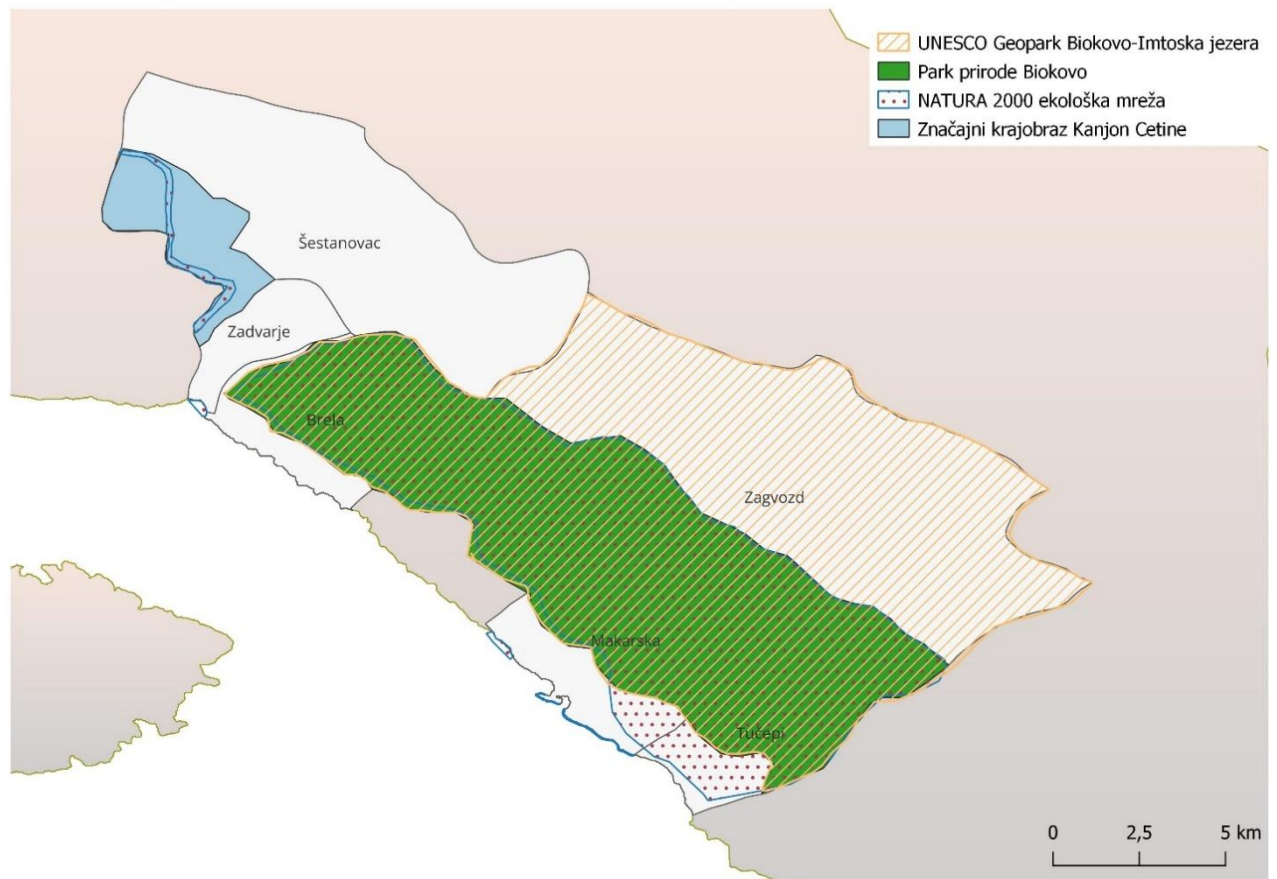 UNESCO Geopark Biokovo-Imtoska jezera
Park prirode Biokovo
NATURA 2000 ekološka mreža
Značajni krajobraz Kanjon Cetine
Šestanovac
Zadvarje
Brela
Zagvozd
Makarska
Tučepi
0 2,5 5 km